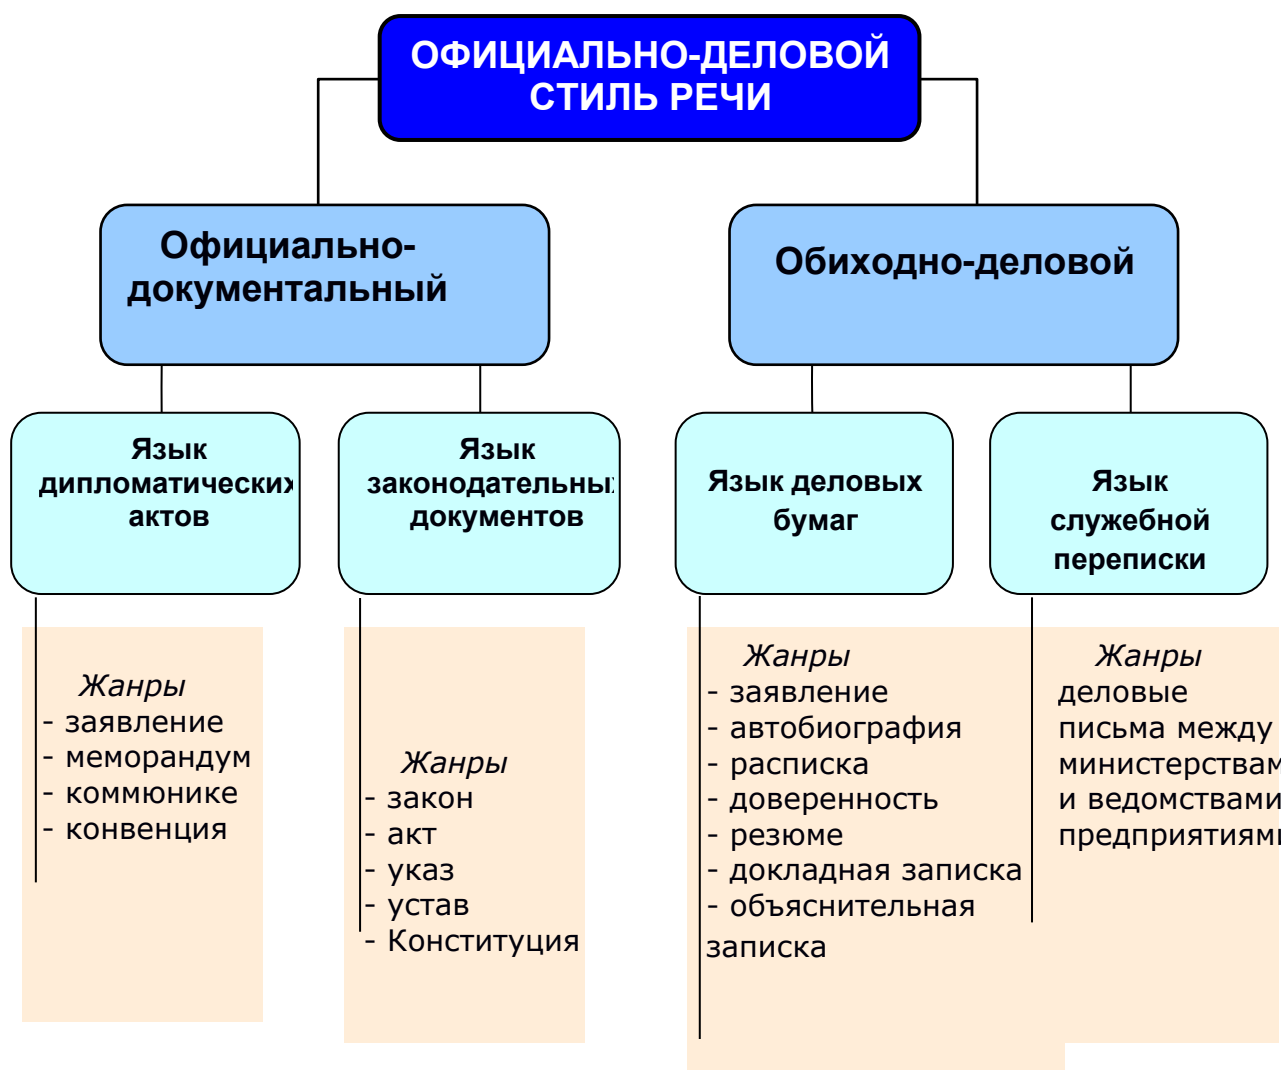 ОФИЦИАЛЬНО-ДЕЛОВОЙ
СТИЛЬ РЕЧИ
Официально-
документальный
Обиходно-деловой
Язык
дипломатических
актов
Язык
законодательны
документов
Язык деловых
бумаг
Язык
служебной
переписки
Жанры
- заявление
- меморандум
- коммюнике
- конвенция
Жанры
- закон
- акт
- указ
- устав
- Конституция
Жанры
- заявление
- автобиография
- расписка
- доверенность
- резюме
- докладная записка
- объяснительная
записка
Жанры
деловые
письма между
министерствам
и ведомствами
предприятиям